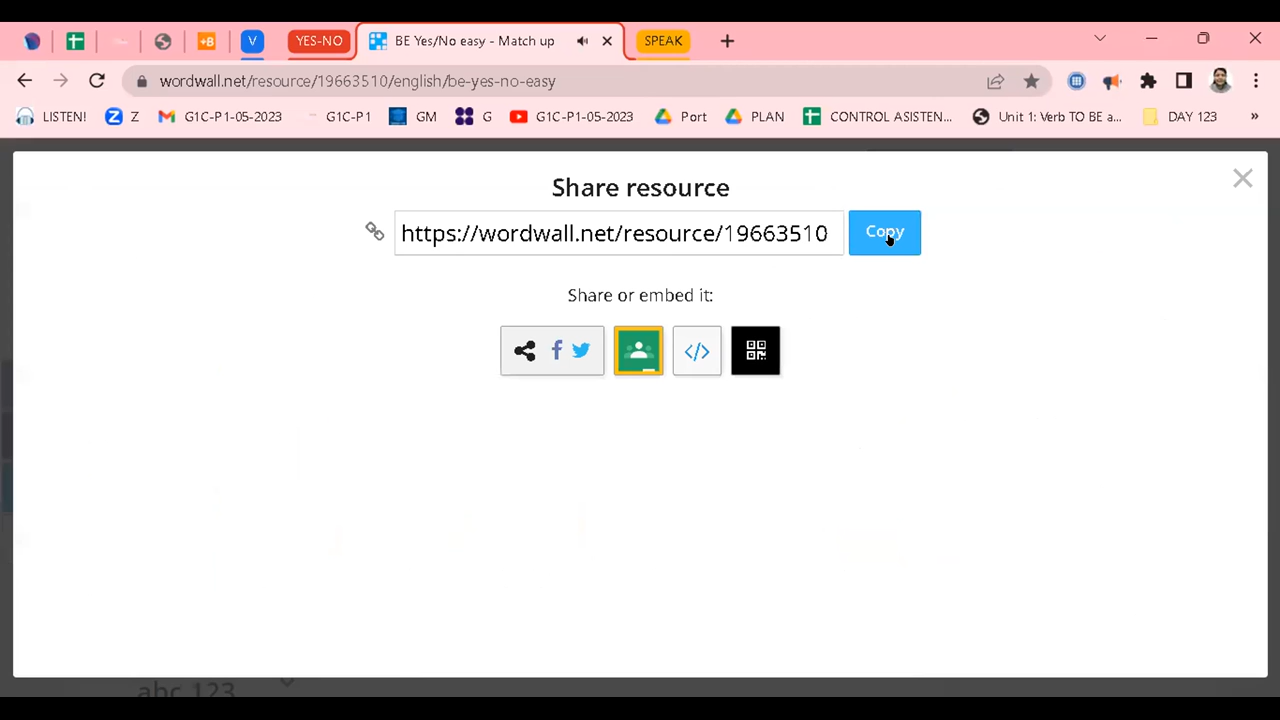 +B
V
YES-NO
BE Yes/No easy - Match up
SPEAK
wordwall.net/resource/19663510/english/be-yes-no-easy
LISTEN!
Z
G1C-P1-05-2023
G1C-P1
GM
G
G1C-P1-05-2023
Port
PLAN
CONTROL ASISTEN...
Unit 1: Verb TO BE a...
DAY 123
»
Share resource
https://wordwall.net/resource/19663510
Copy
Share or embed it:
abc 123